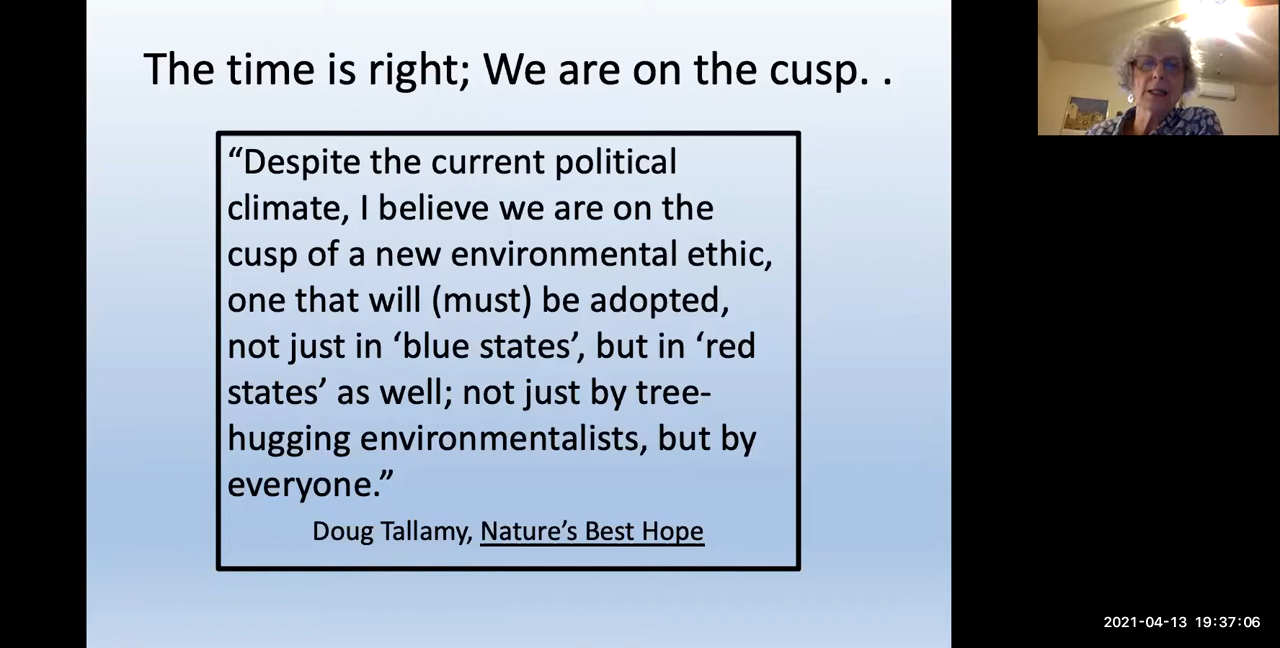 The time is right; We are on the cusp. .
“Despite the current political
climate, I believe we are on the
cusp of a new environmental ethic,
one that will (must) be adopted,
not just in ‘blue states’, but in ‘red
states’ as well; not just by tree-
hugging environmentalists, but by
everyone.”
Doug Tallamy, Nature’s Best Hope
2021-04-13 19:37:06